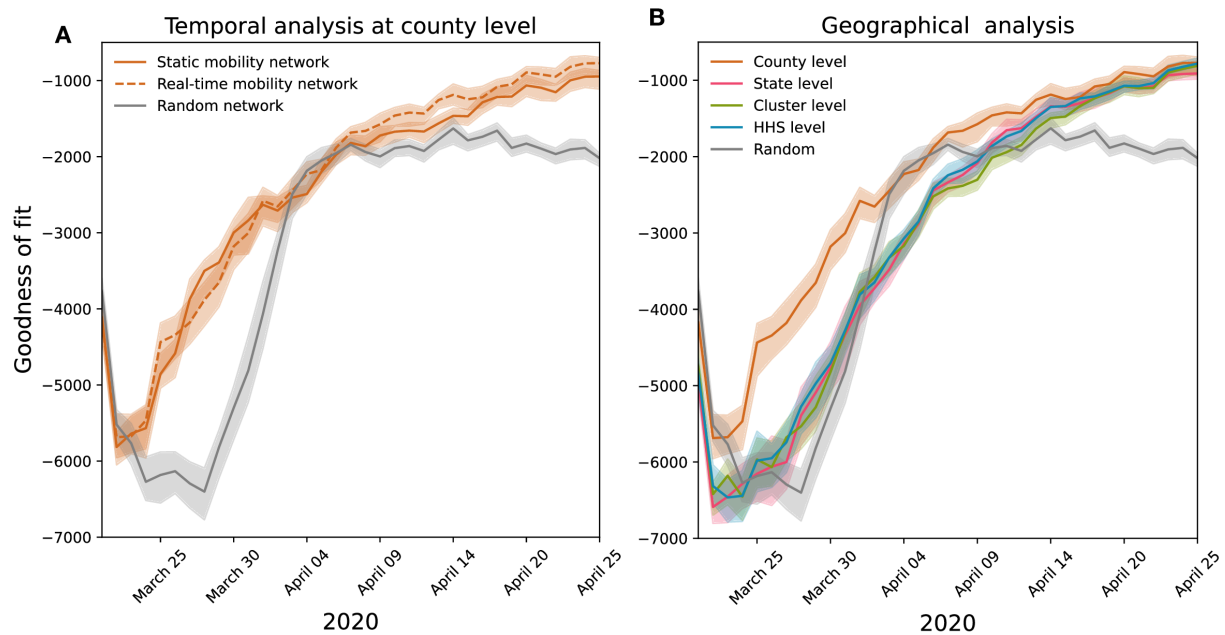 A
Temporal analysis at county level
Static mobility network
Real-time mobility network
Random network
Goodness of fit
−1000
−2000
−3000
−4000
−5000
−6000
−7000
March 25
March 30
April 04
April 09
April 14
April 20
April 25
2020
B
Geographical analysis
County level
State level
Cluster level
HHS level
Random
−1000
−2000
−3000
−4000
−5000
−6000
−7000
March 25
March 30
April 04
April 09
April 14
April 20
April 25
2020